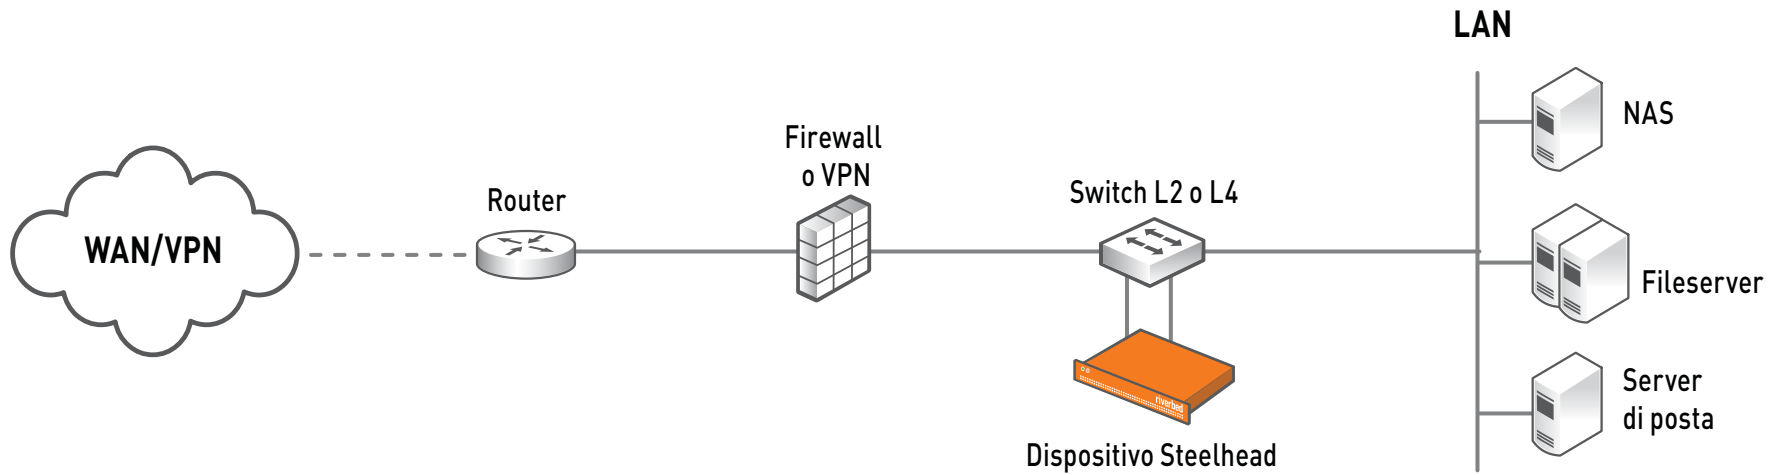 LAN
NAS
Firewall
o VPN
Router
Switch L2 o L4
WAN/VPN
Fileserver
riverbed
Server
di posta
Dispositivo Steelhead